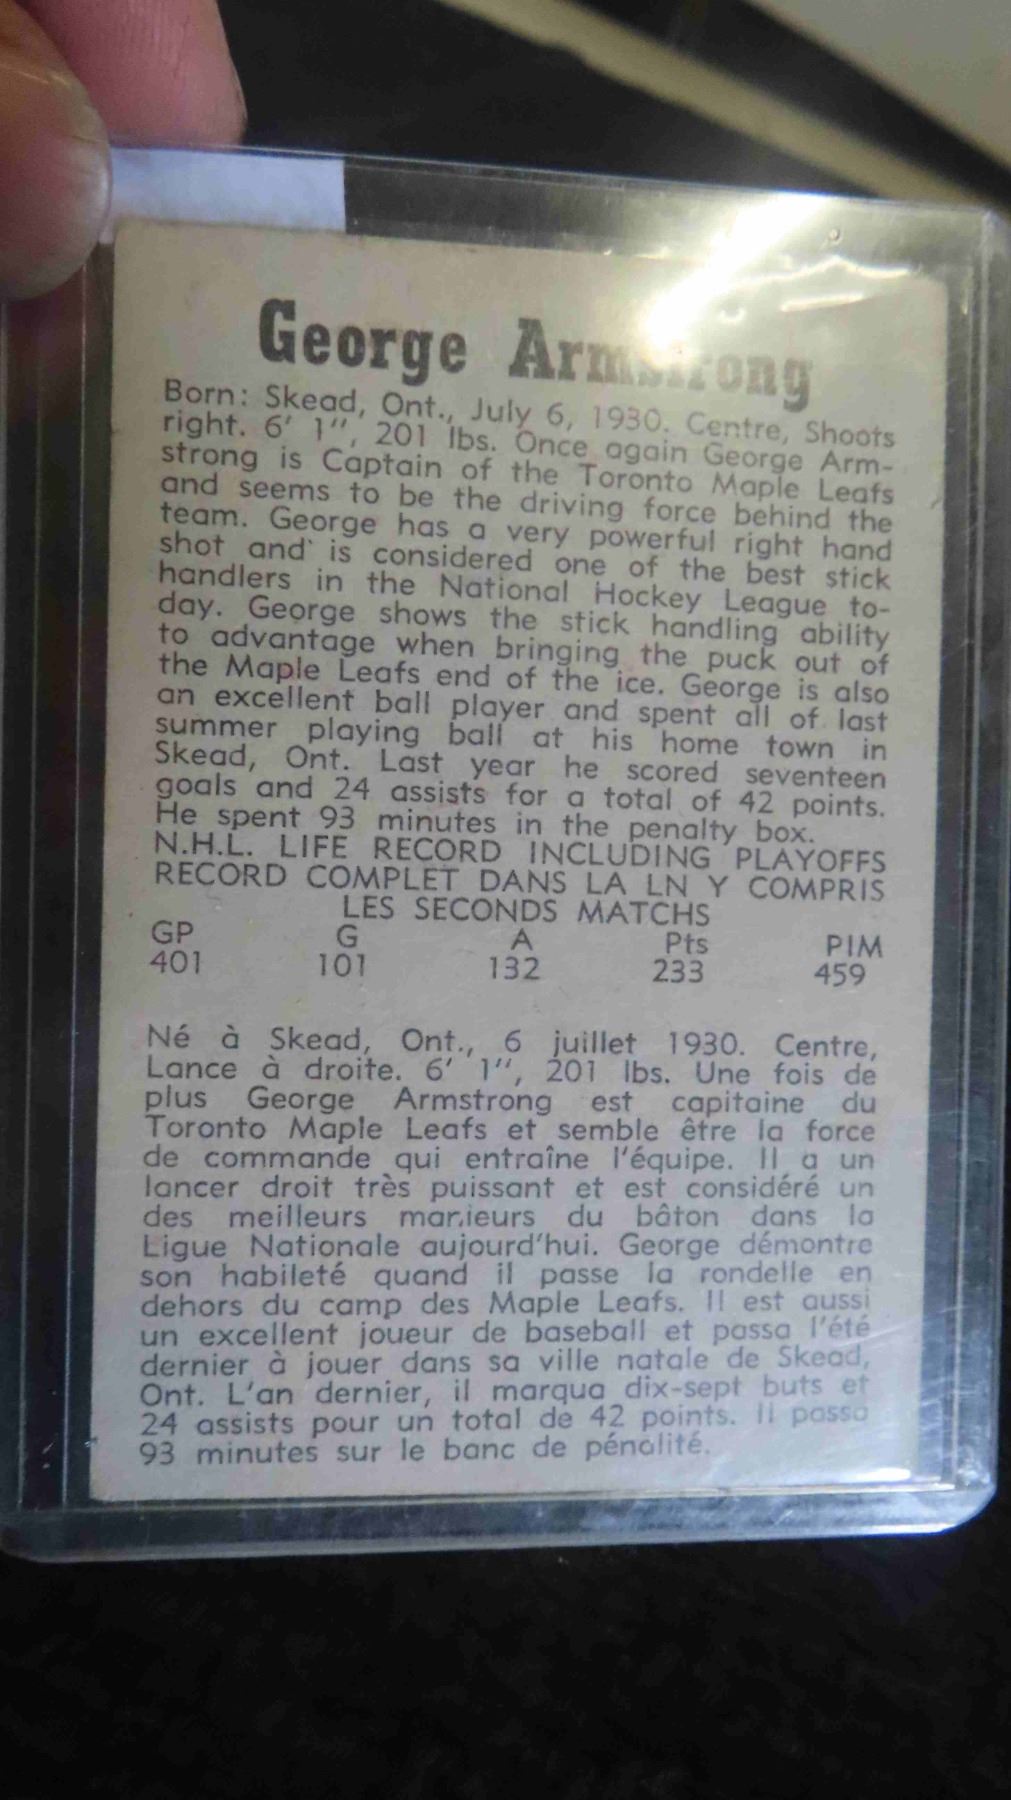 George Armstrong
Born: Skead, Ont., July 6, 1930. Centre, Shoots
right. 6' 1", 201 lbs. Once again George Arm-
strong is Captain of the Toronto Maple Leafs
and seems to be the driving force behind the
team. George has a very powerful right hand
shot and is considered one of the best stick
handlers in the National Hockey League to-
day. George shows the stick handling ability
to advantage when bringing the puck out of
the Maple Leafs end of the ice. George is also
an excellent ball player and spent all of last
summer playing ball at his home town in
Skead, Ont. Last year he scored seventeen
goals and 24 assists for a total of 42 points.
He spent 93 minutes in the penalty box.
N.H.L. LIFE RECORD INCLUDING PLAYOFFS
RECORD COMPLET DANS LA LN Y COMPRIS
LES SECONDS MATCHS
GP G A Pts PIM
401 101 132 233 459
Né à Skead, Ont., 6 juillet 1930. Centre,
Lance à droite. 6' 1", 201 lbs. Une fois de
plus George Armstrong est capitaine du
Toronto Maple Leafs et semble être la force
de commande qui entraîne l'équipe. Il a un
lancer droit très puissant et est considéré un
des meilleurs manieurs du bâton dans la
Ligue Nationale aujourd'hui. George démontre
son habileté quand il passe la rondelle en
dehors du camp des Maple Leafs. Il est aussi
un excellent joueur de baseball et passa l'été
dernier à jouer dans sa ville natale de Skead,
Ont. L'an dernier, il marqua dix-sept buts et
24 assists pour un total de 42 points. Il passa
93 minutes sur le banc de pénalité.